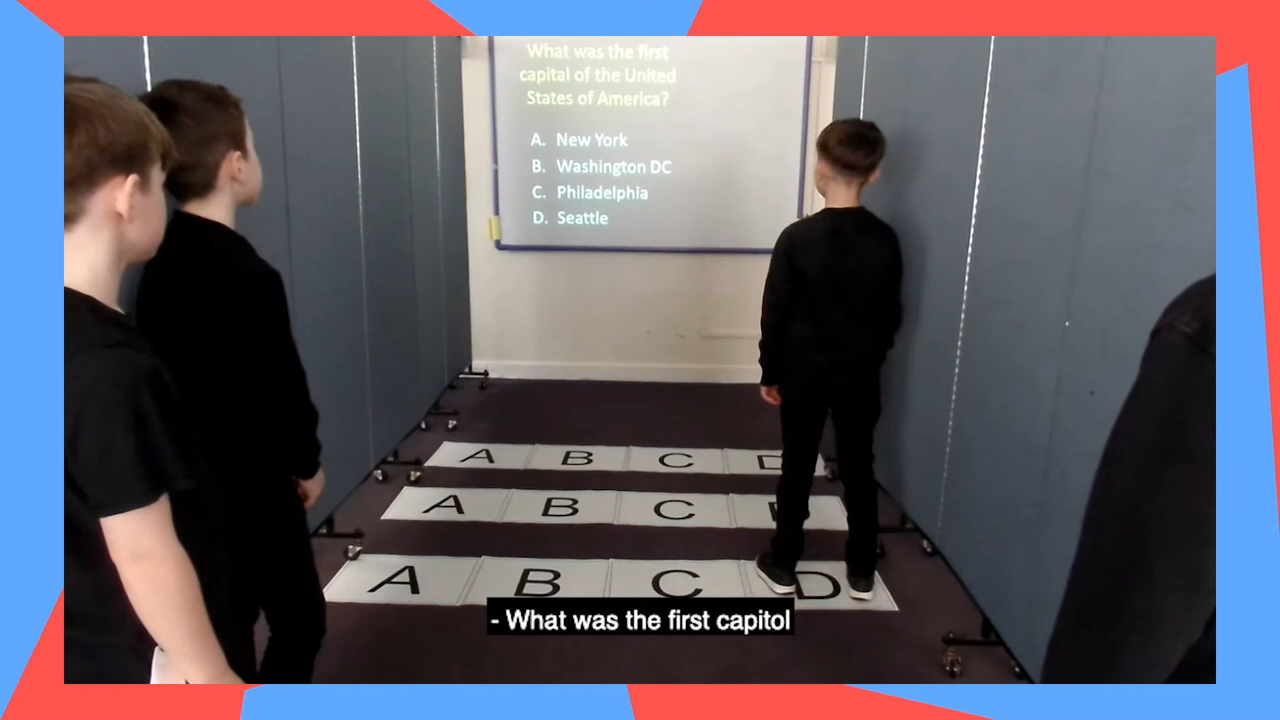 What was the first
capital of the United
States of America?
A. New York
B. Washington DC
C. Philadelphia
D. Seattle
A B C D
A B C
A B C D
- What was the first capitol